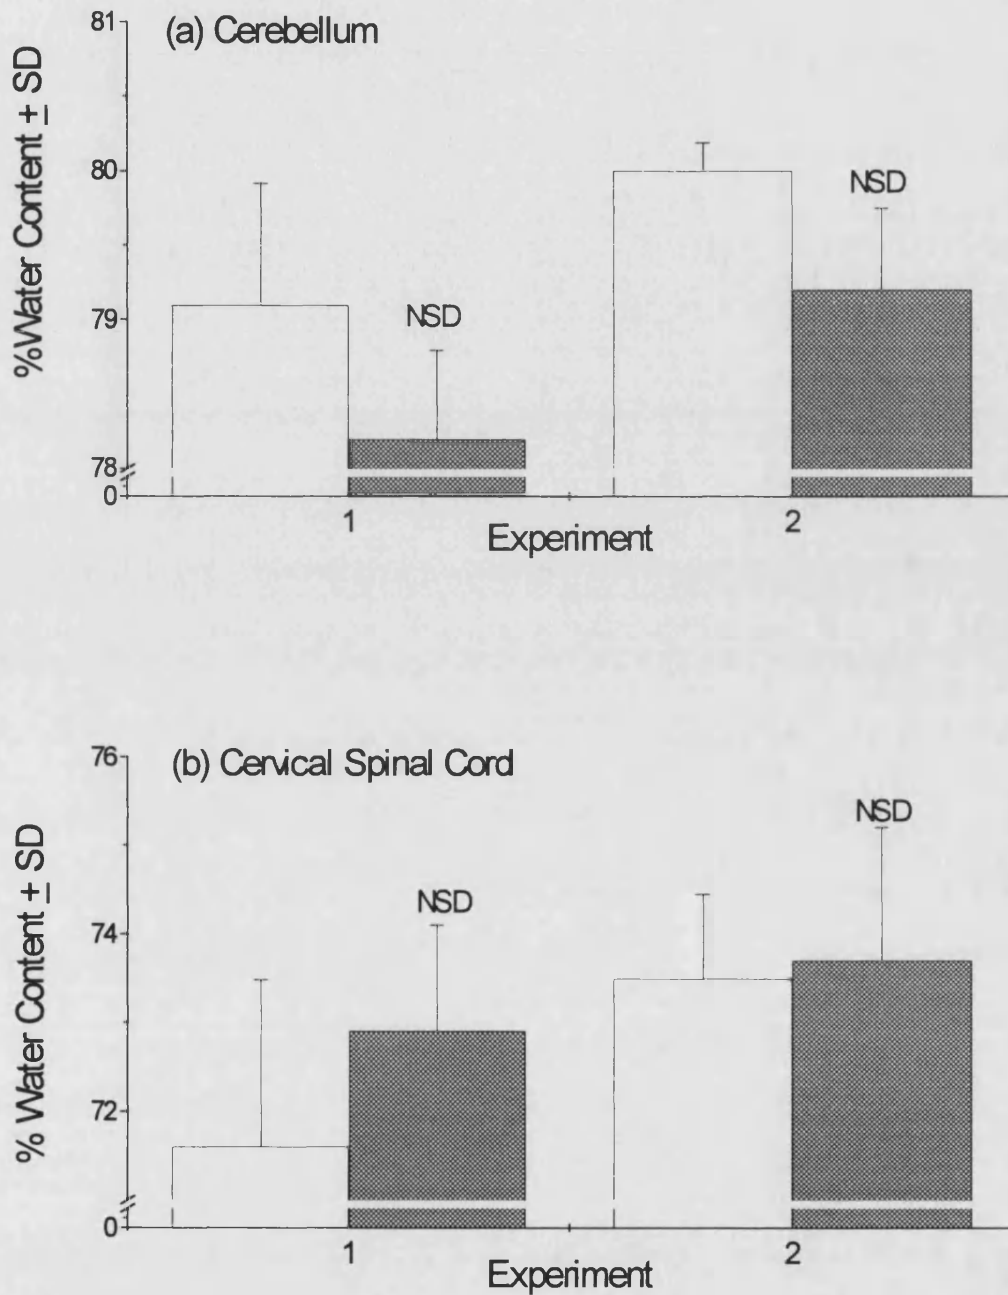 (a) Cerebellum
%Water Content ± SD
81
80
79
78
0
NSD
NSD
1
2
Experiment
(b) Cervical Spinal Cord
% Water Content ± SD
76
74
72
0
NSD
NSD
1
2
Experiment